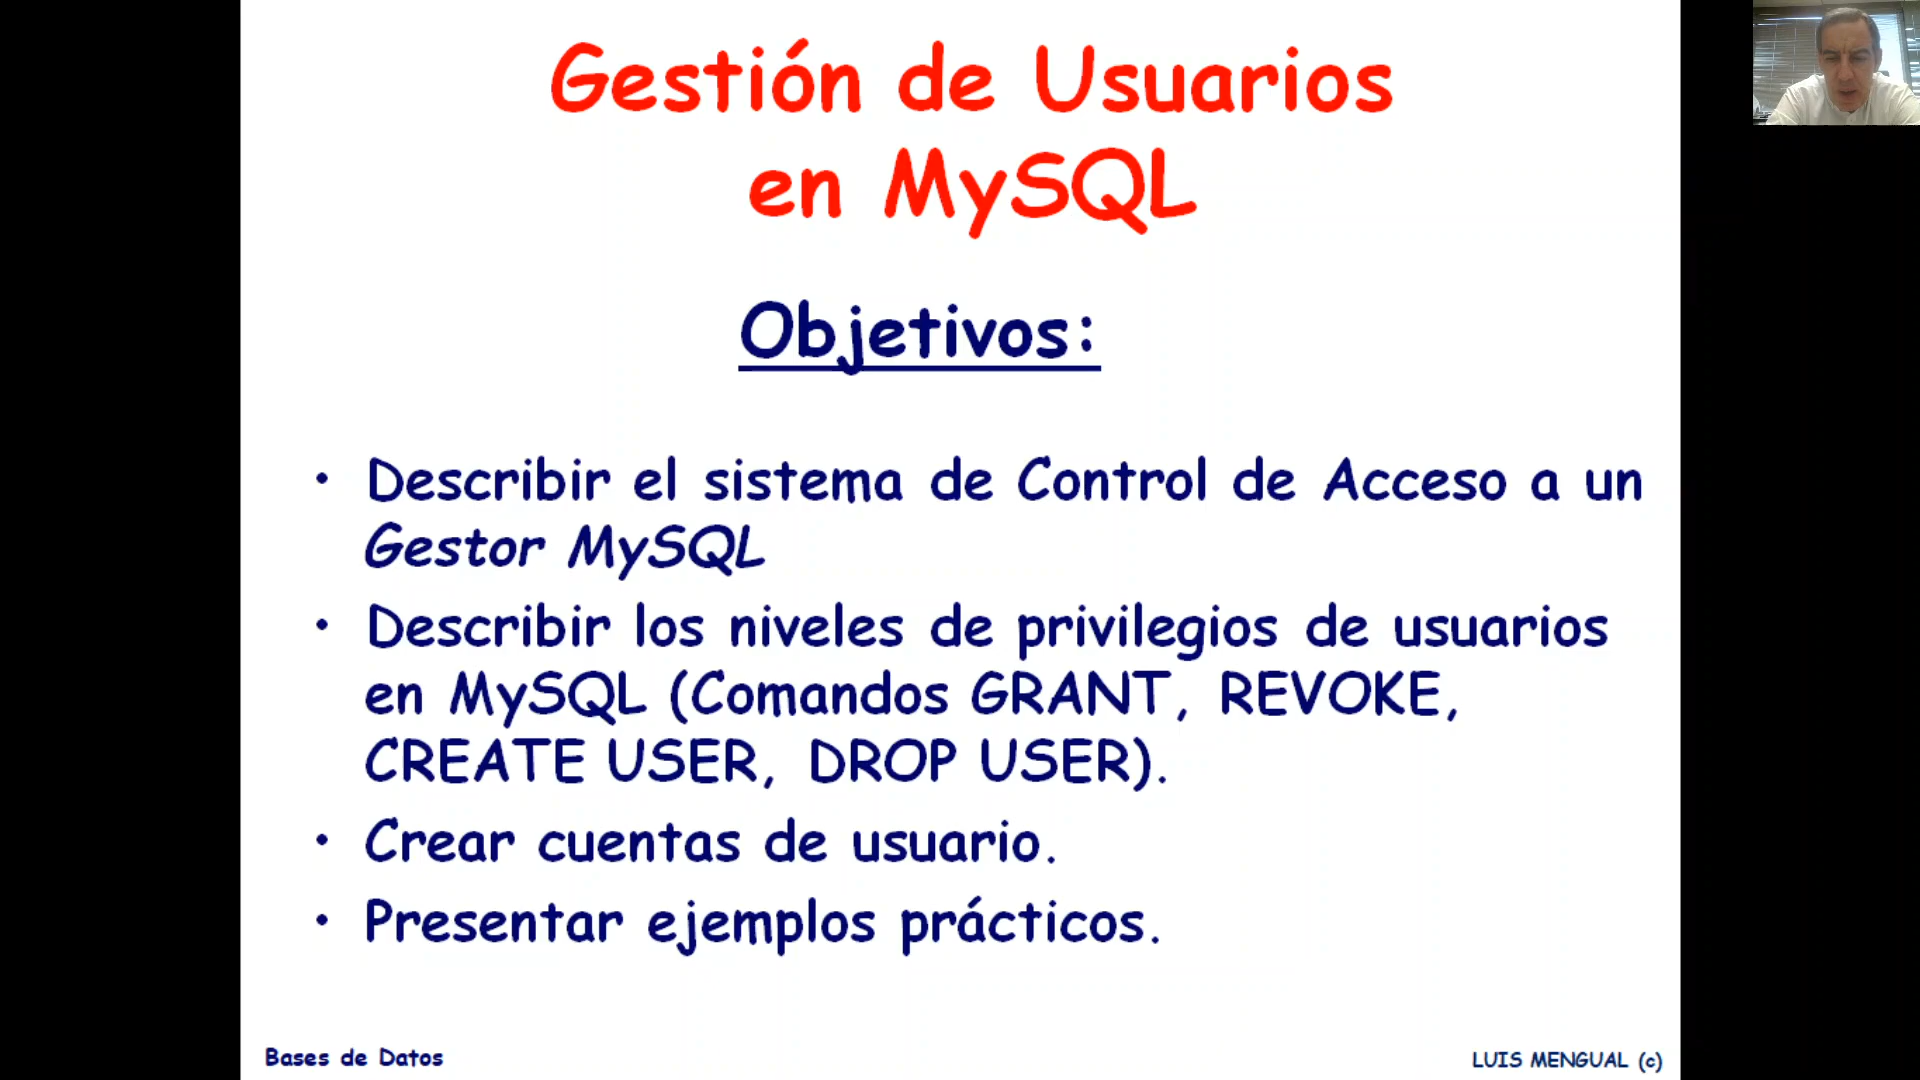 Gestión de Usuarios
en MySQL
Objetivos:
• Describir el sistema de Control de Acceso a un
Gestor MySQL
• Describir los niveles de privilegios de usuarios
en MySQL (Comandos GRANT, REVOKE,
CREATE USER, DROP USER).
• Crear cuentas de usuario.
• Presentar ejemplos prácticos.
Bases de Datos
LUIS MENGUAL (c)